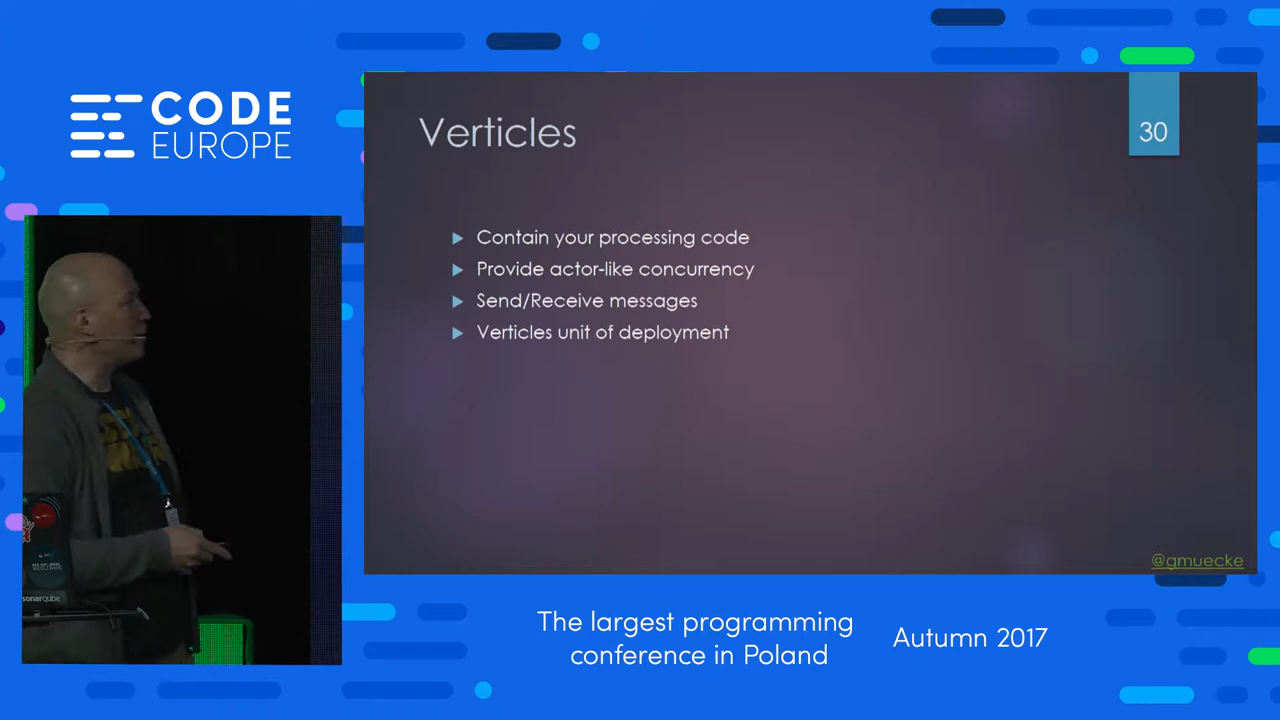 CODE
EUROPE
Verticles
30
Contain your processing code
Provide actor-like concurrency
Send/Receive messages
Verticles unit of deployment
@gmuecke
sonarqube
The largest programming
conference in Poland
Autumn 2017